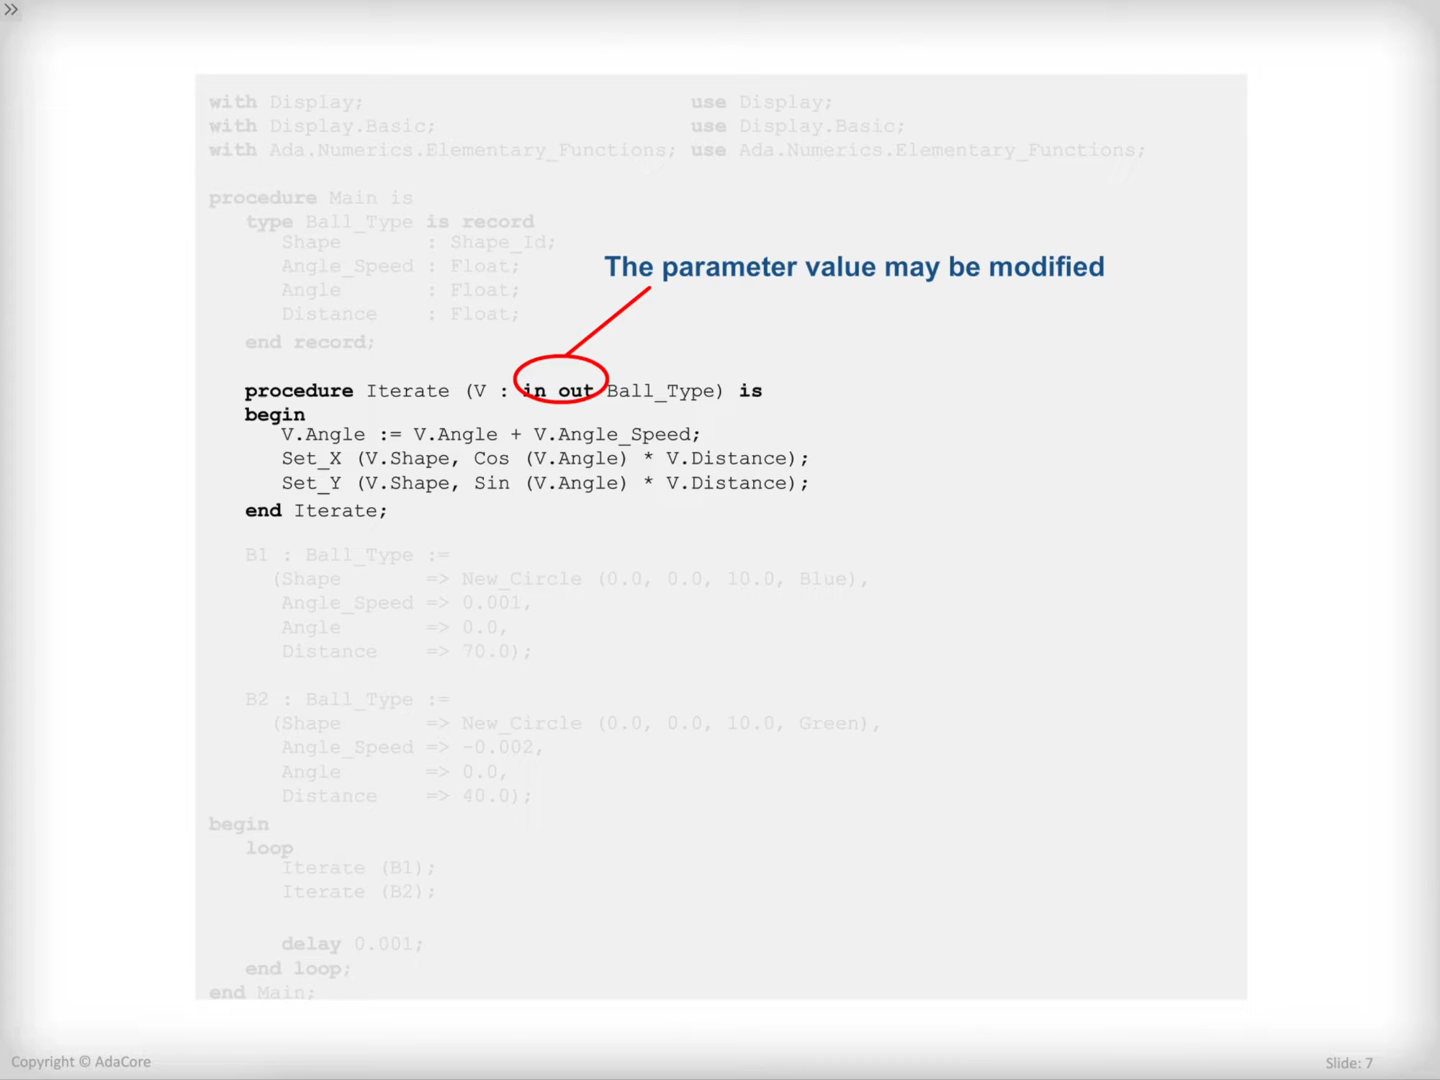 »
with Display; use Display;
with Display.Basic; use Display.Basic;
with Ada.Numerics.Elementary_Functions; use Ada.Numerics.Elementary_Functions;
procedure Main is
type Ball_Type is record
Shape : Shape_Id;
Angle_Speed : Float;
Angle : Float;
Distance : Float;
end record;
The parameter value may be modified
procedure Iterate (V : in out Ball_Type) is
begin
V.Angle := V.Angle + V.Angle_Speed;
Set_X (V.Shape, Cos (V.Angle) * V.Distance);
Set_Y (V.Shape, Sin (V.Angle) * V.Distance);
end Iterate;
B1 : Ball_Type :=
(Shape => New_Circle (0.0, 0.0, 10.0, Blue),
Angle_Speed => 0.001,
Angle => 0.0,
Distance => 70.0);
B2 : Ball_Type :=
(Shape => New_Circle (0.0, 0.0, 10.0, Green),
Angle_Speed => -0.002,
Angle => 0.0,
Distance => 40.0);
begin
loop
Iterate (B1);
Iterate (B2);
delay 0.001;
end loop;
end Main;
Copyright © AdaCore
Slide: 7